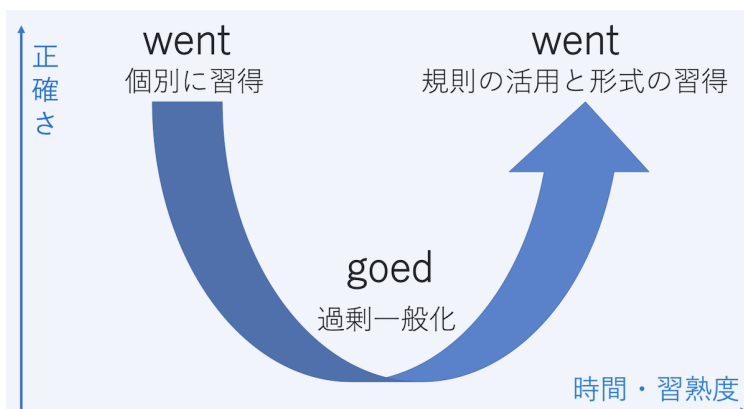 正確さ
went
個別に習得
went
規則の活用と形式の習得
goed
過剰一般化
時間・習熟度